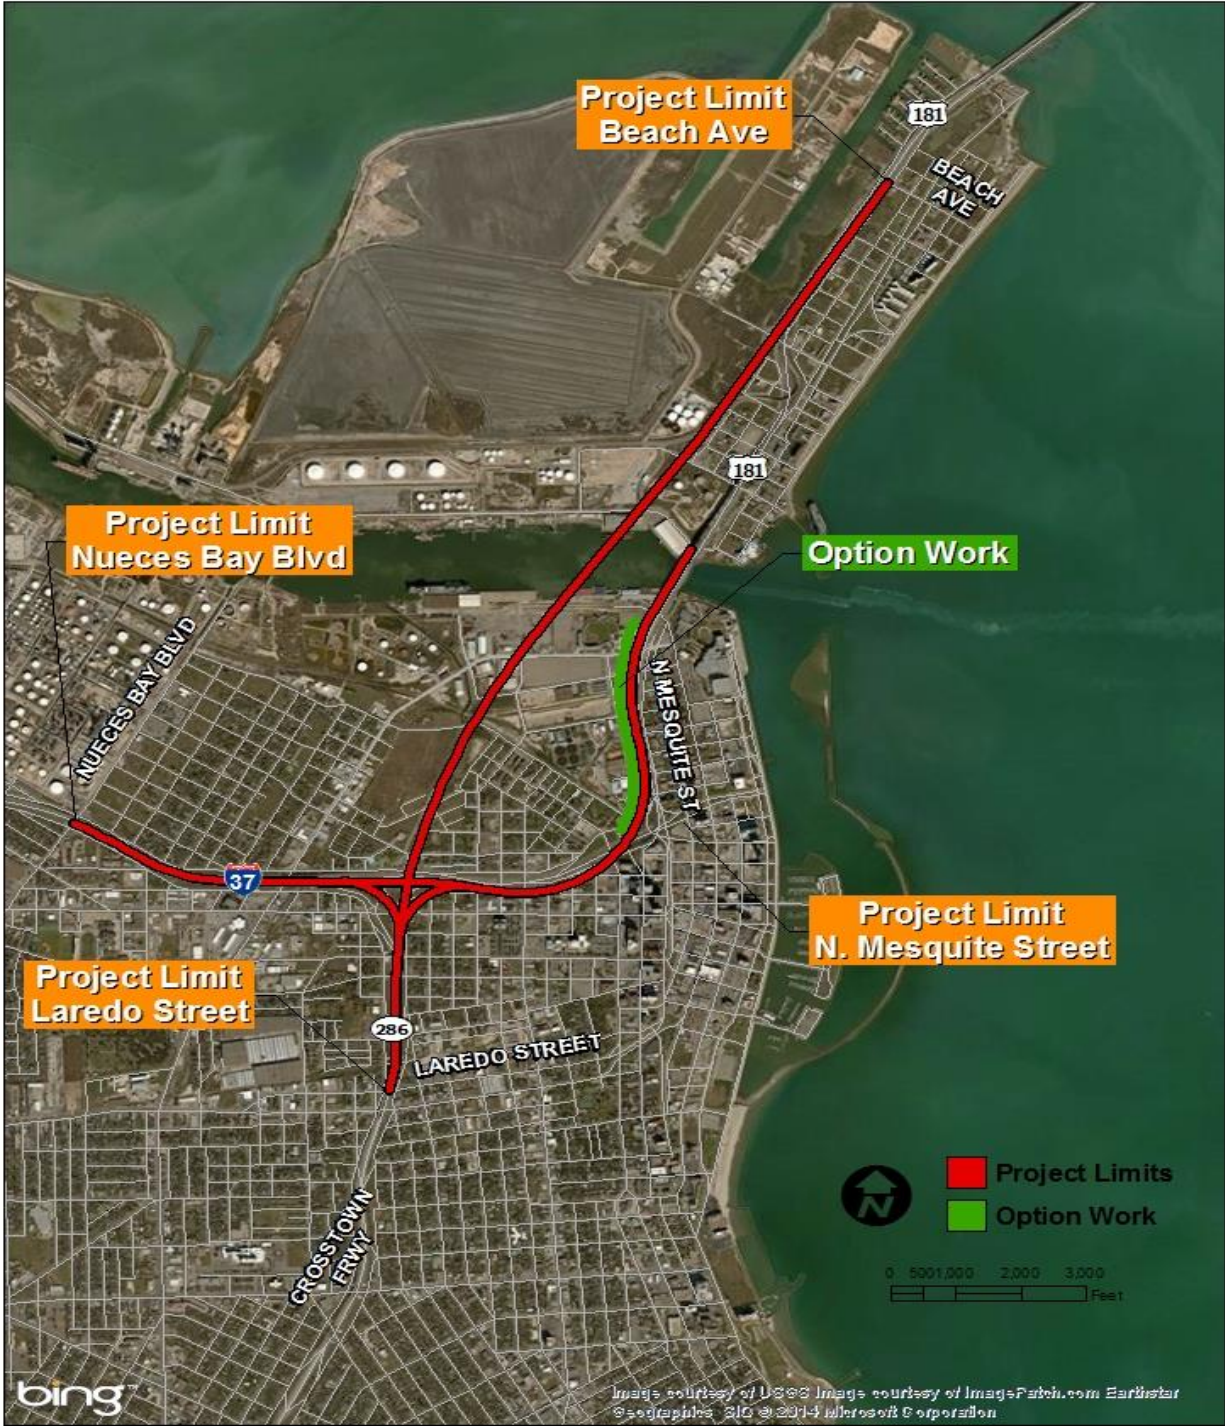 Project Limit
Beach Ave
181
BEACH
AVE
181
Project Limit
Nueces Bay Blvd
Option Work
NUECES BAY BLVD
N MESQUITE ST
37
Project Limit
N. Mesquite Street
Project Limit
Laredo Street
286
LAREDO STREET
CROSSTOWN
FRWY
N
Project Limits
Option Work
0 500 1,000 2,000 3,000
Feet
bing
Image courtesy of USGS Image courtesy of ImagePatch.com Earthstar
Geographics SIO © 2014 Microsoft Corporation